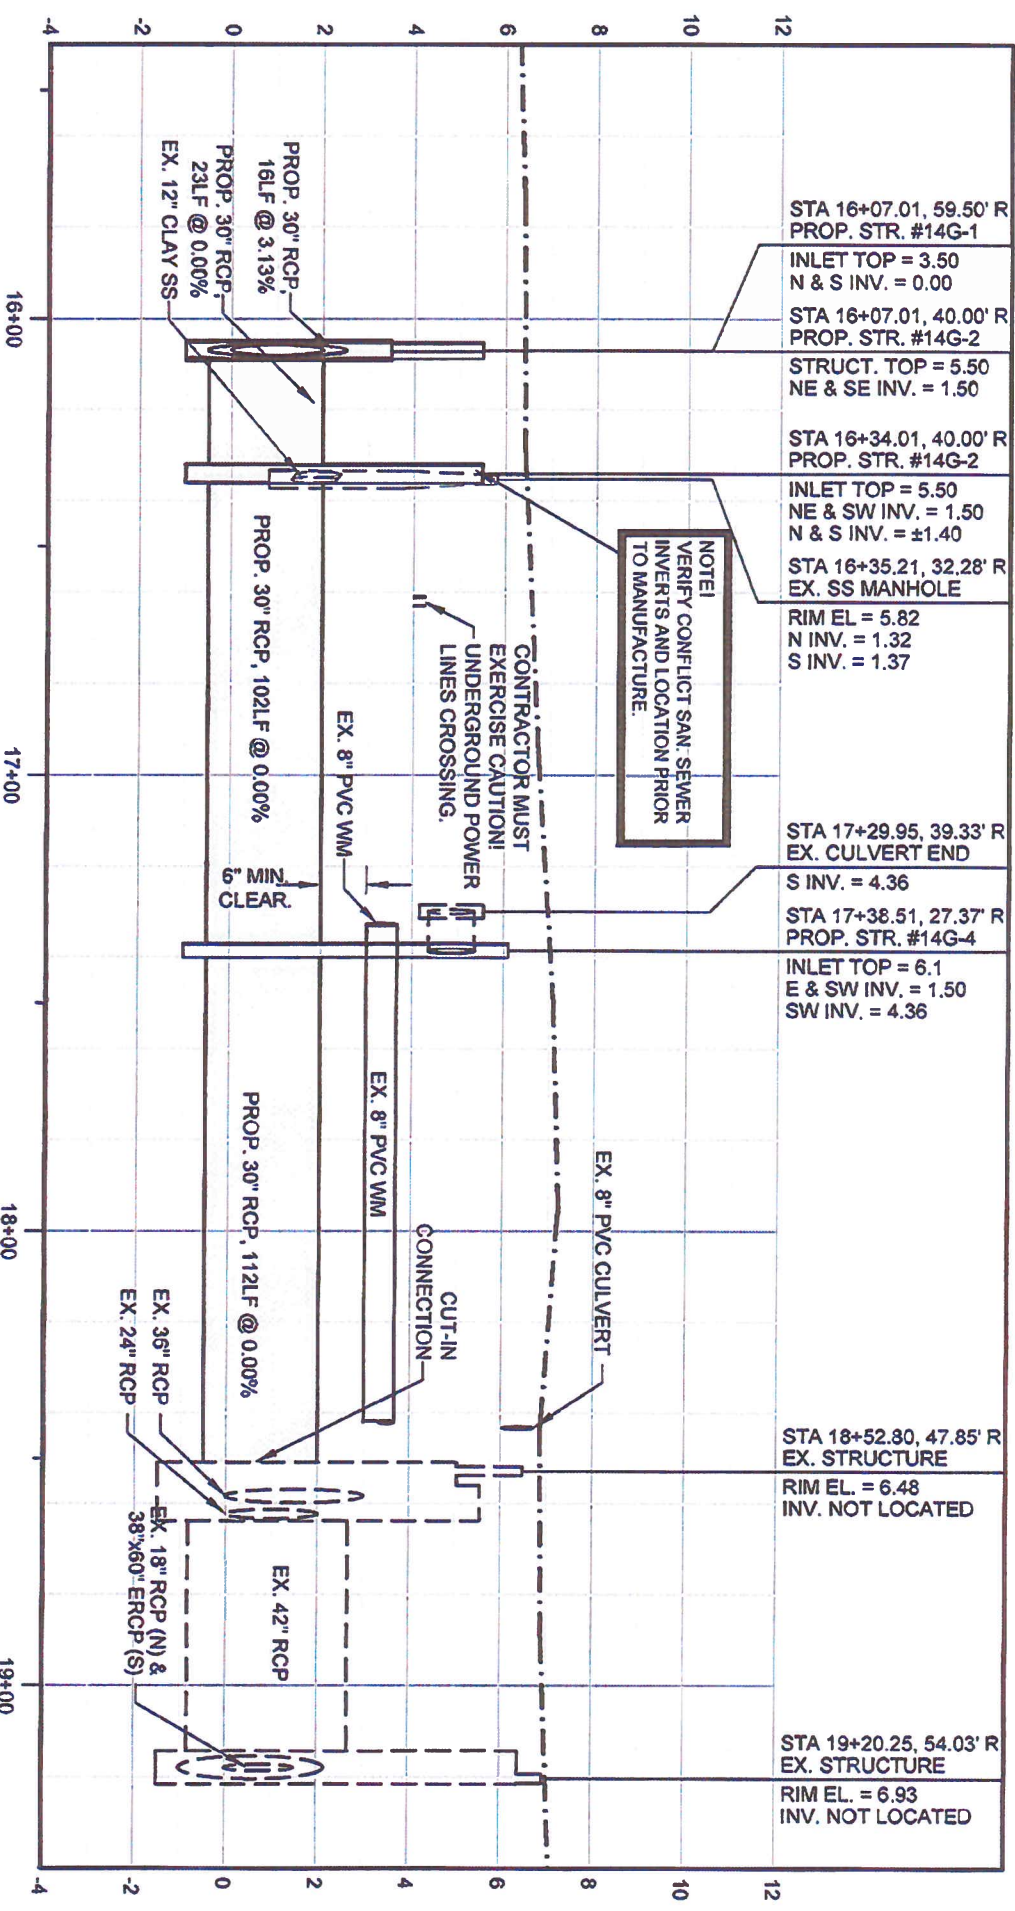 12
10
8
6
4
2
0
-2
-4
STA 16+07.01, 59.50' R
PROP. STR. #14G-1
INLET TOP = 3.50
N & S INV. = 0.00
STA 16+07.01, 40.00' R
PROP. STR. #14G-2
STRUCT. TOP = 5.50
NE & SE INV. = 1.50
STA 16+34.01, 40.00' R
PROP. STR. #14G-2
INLET TOP = 5.50
NE & SW INV. = 1.50
N & S INV. = ±1.40
STA 16+35.21, 32.28' R
EX. SS MANHOLE
RIM EL = 5.82
N INV. = 1.32
S INV. = 1.37
STA 17+29.95, 39.33' R
EX. CULVERT END
S INV. = 4.36
STA 17+38.51, 27.37' R
PROP. STR. #14G-4
INLET TOP = 6.1
E & SW INV. = 1.50
SW INV. = 4.36
STA 18+52.80, 47.85' R
EX. STRUCTURE
RIM EL. = 6.48
INV. NOT LOCATED
STA 19+20.25, 54.03' R
EX. STRUCTURE
RIM EL. = 6.93
INV. NOT LOCATED
NOTE!
VERIFY CONFLICT SAN. SEWER
INVERTS AND LOCATION PRIOR
TO MANUFACTURE.
CONTRACTOR MUST
EXERCISE CAUTION!
UNDERGROUND POWER
LINES CROSSING.
EX. 8" PVC WM
6" MIN.
CLEAR.
EX. 8" PVC WM
EX. 8" PVC CULVERT
CUT-IN
CONNECTION
PROP. 30" RCP,
16LF @ 3.13%
PROP. 30" RCP,
23LF @ 0.00%
EX. 12" CLAY SS
PROP. 30" RCP, 102LF @ 0.00%
PROP. 30" RCP, 112LF @ 0.00%
EX. 36" RCP
EX. 24" RCP
EX. 42" RCP
EX. 18" RCP (N) &
38"x60" ERCP (S)
16+00
17+00
18+00
19+00
12
10
8
6
4
2
0
-2
-4